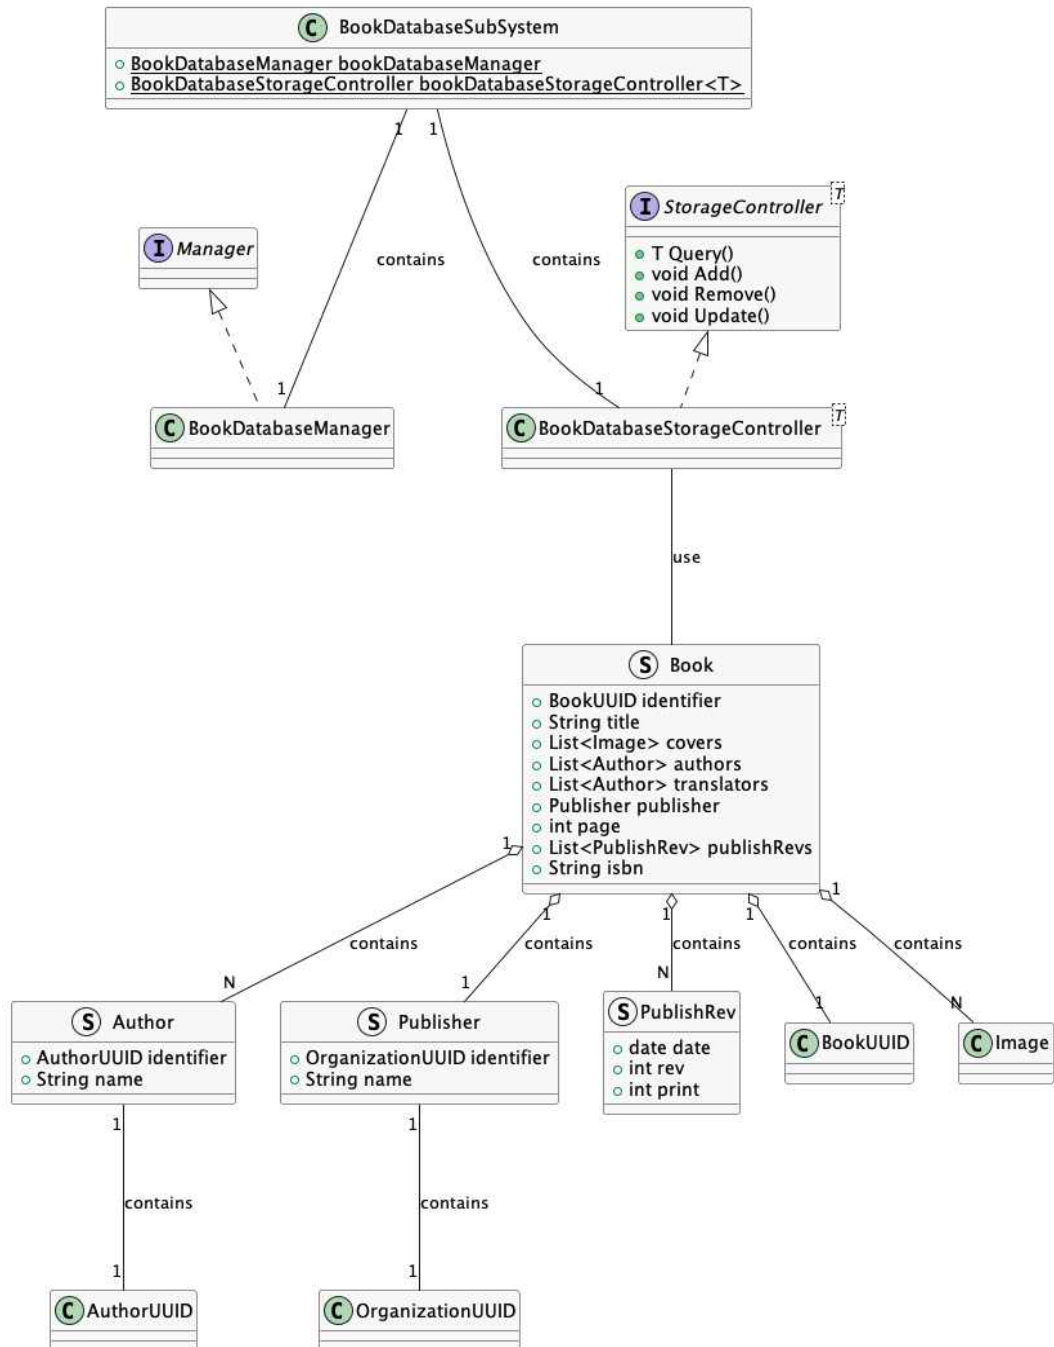 C BookDatabaseSubSystem
BookDatabaseManager bookDatabaseManager
BookDatabaseStorageController bookDatabaseStorageController<T>
1
1
I StorageController T
T Query()
void Add()
void Remove()
void Update()
I Manager
contains
contains
1
1
C BookDatabaseManager
C BookDatabaseStorageController T
use
S Book
BookUUID identifier
String title
List<Image> covers
List<Author> authors
List<Author> translators
Publisher publisher
int page
List<PublishRev> publishRevs
String isbn
1
1
1
1
1
contains
contains
contains
contains
contains
N
1
N
1
N
S Author
AuthorUUID identifier
String name
S Publisher
OrganizationUUID identifier
String name
S PublishRev
date date
int rev
int print
C BookUUID
C Image
1
1
contains
contains
1
1
C AuthorUUID
C OrganizationUUID